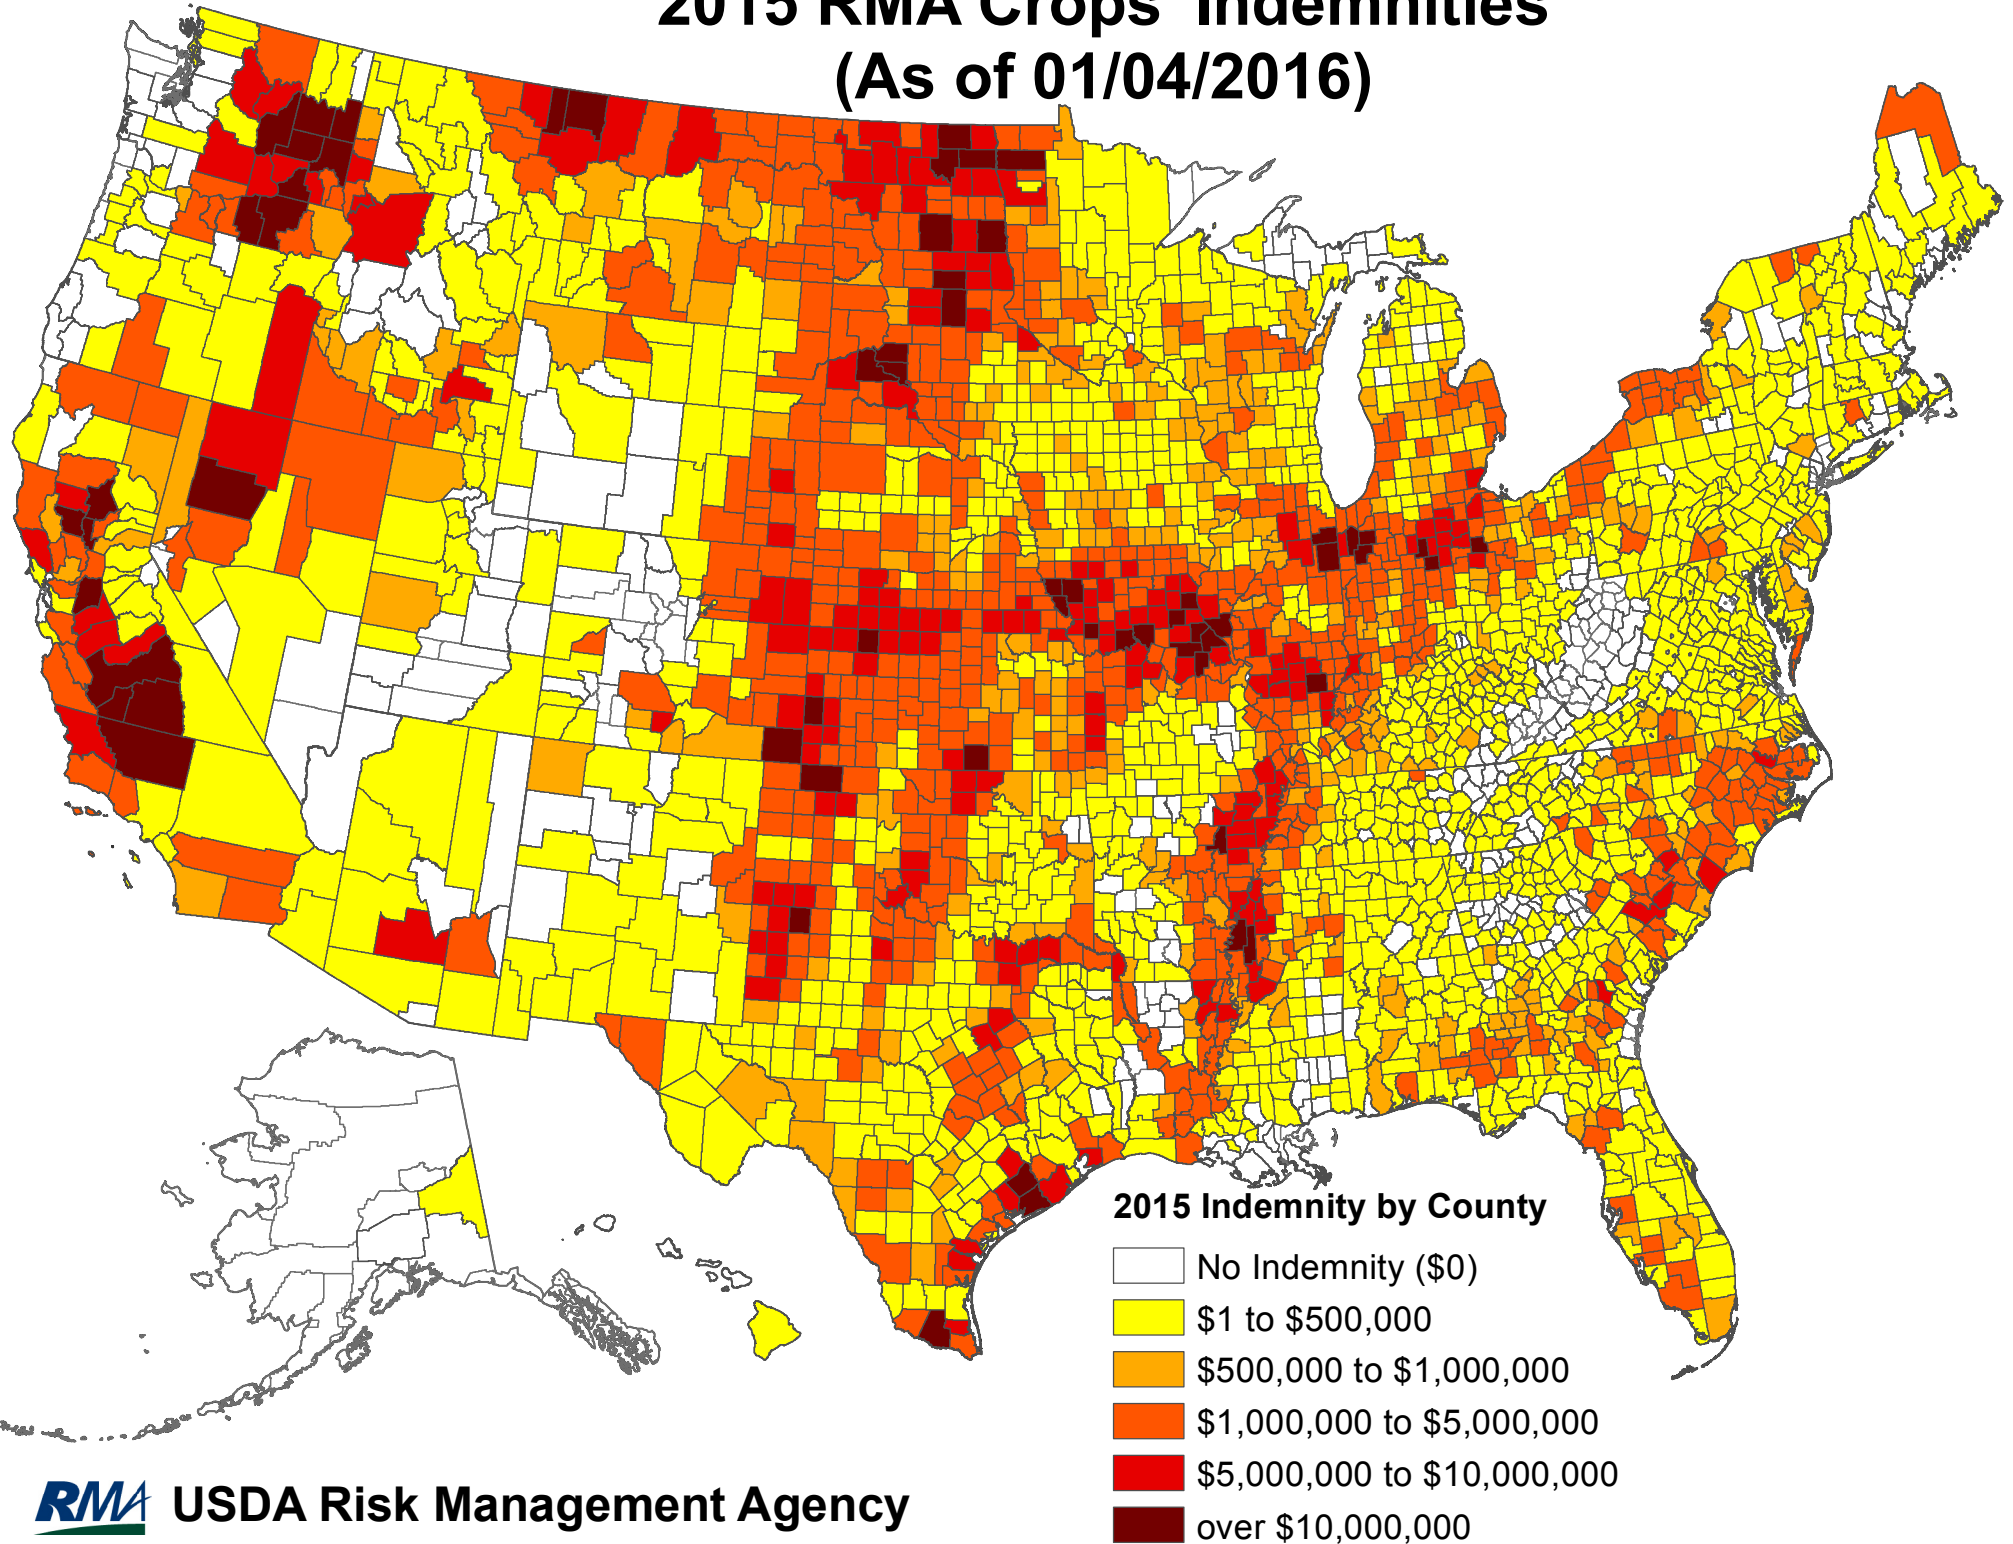 2015 RMA Crops' Indemnities
(As of 01/04/2016)
2015 Indemnity by County
No Indemnity ($0)
$1 to $500,000
$500,000 to $1,000,000
$1,000,000 to $5,000,000
$5,000,000 to $10,000,000
over $10,000,000
RMA USDA Risk Management Agency